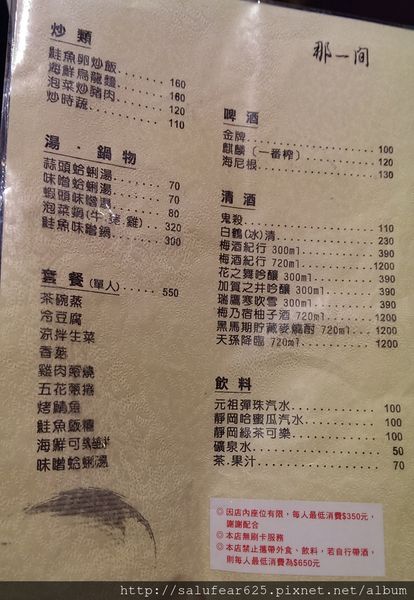 那一間
炒類
鮭魚卵炒飯 160
海鮮烏龍麵 160
泡菜炒豬肉 120
炒時蔬 110
湯‧鍋物
蒜頭蛤蜊湯 70
味噌蛤蜊湯 70
蝦頭味噌湯 80
泡菜鍋(牛,豬,雞) 320
鮭魚味噌鍋 300
套餐(單人) 550
茶碗蒸
冷豆腐
涼拌生菜
香菇
雞肉
五花
烤鯖魚
鮭魚飯糰
海鮮可
味噌蛤蜊湯
啤酒
金牌 100
麒麟(一番榨) 120
海尼根 130
清酒
鬼殺 110
白鶴(冰)清 230
梅酒紀行 300ml 390
梅酒紀行 720ml 1200
花之舞吟釀 300ml 390
加賀之井吟釀 300ml 390
瑞鷹寒吹雪 300ml 390
梅乃宿柚子酒 720ml 1200
黑馬期貯藏麥燒酎 720ml 1200
天孫降臨 720ml 1200
飲料
元祖彈珠汽水 100
靜岡哈蜜瓜汽水 100
靜岡綠茶可樂 100
礦泉水 50
茶.果汁 70
◎因店內座位有限,每人最低消費$350元,
謝謝配合
◎本店無刷卡服務
◎本店禁止攜帶外食、飲料,若自行帶酒,
則每人最低消費為$650元
http://salufear625.pixnet.net/album